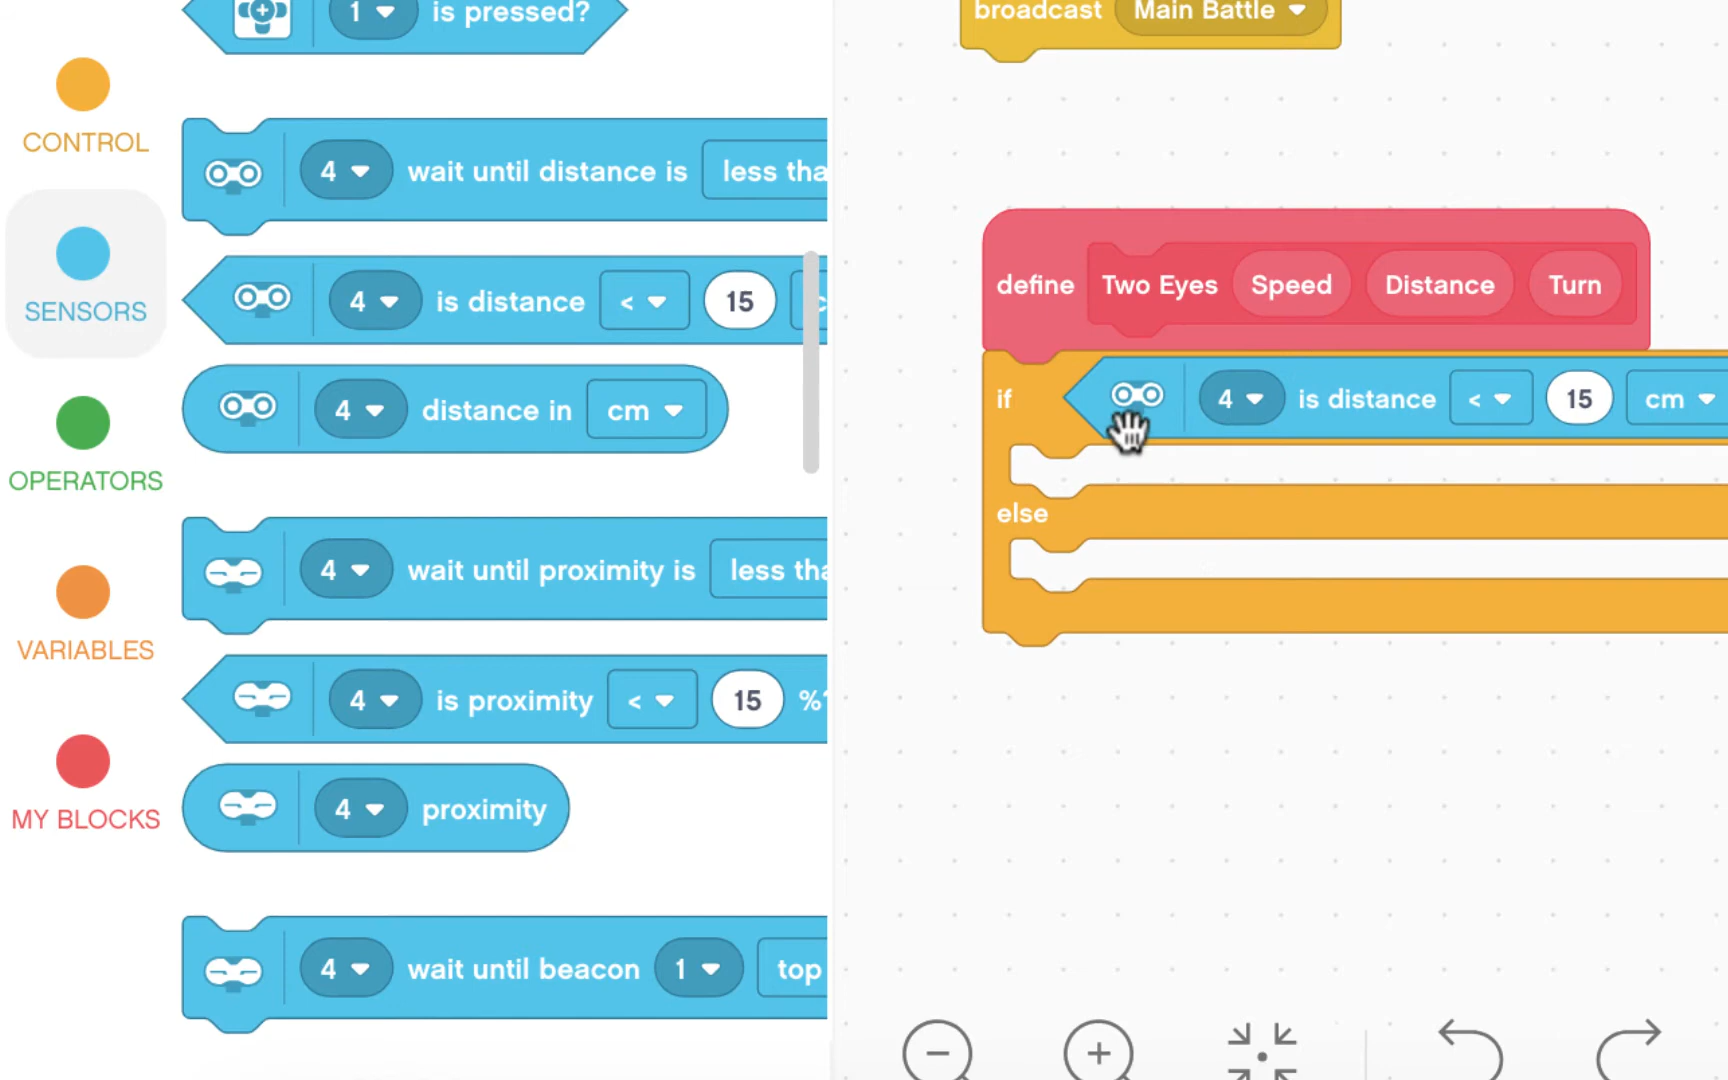 1 is pressed?
broadcast Main Battle
CONTROL
4 wait until distance is less tha
SENSORS
4 is distance < 15 c
define Two Eyes Speed Distance Turn
4 distance in cm
if 4 is distance < 15 cm
OPERATORS
else
4 wait until proximity is less tha
VARIABLES
4 is proximity < 15 %?
MY BLOCKS
4 proximity
4 wait until beacon 1 top